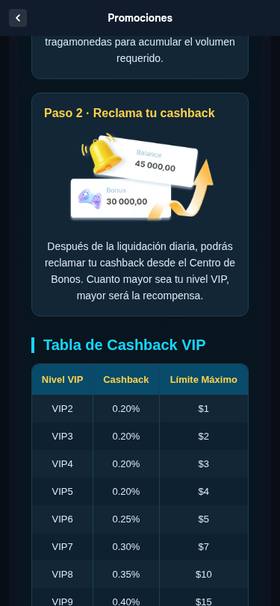 Promociones
tragamonedas para acumular el volumen
requerido.
Paso 2 · Reclama tu cashback
Balance
45 000,00
Bonus
30 000,00
Después de la liquidación diaria, podrás
reclamar tu cashback desde el Centro de
Bonos. Cuanto mayor sea tu nivel VIP,
mayor será la recompensa.
Tabla de Cashback VIP
Nivel VIP Cashback Límite Máximo
VIP2 0.20% $1
VIP3 0.20% $2
VIP4 0.20% $3
VIP5 0.20% $4
VIP6 0.25% $5
VIP7 0.30% $7
VIP8 0.35% $10
VIP9 0.40% $15